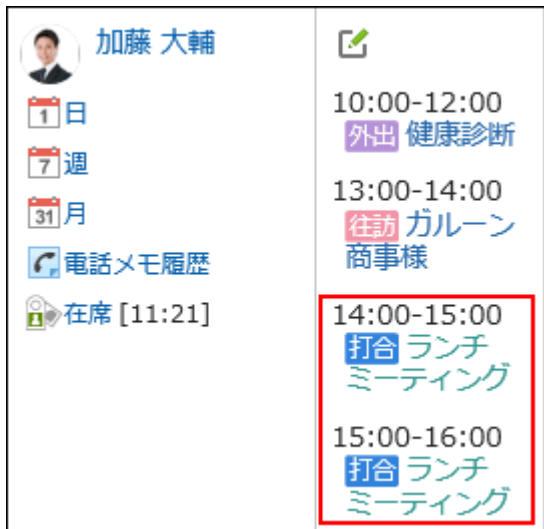 加藤 大輔
1 日
7 週
31 月
電話メモ履歴
在席 [11:21]
10:00-12:00
外出 健康診断
13:00-14:00
往訪 ガルーン
商事様
14:00-15:00
打合 ランチ
ミーティング
15:00-16:00
打合 ランチ
ミーティング